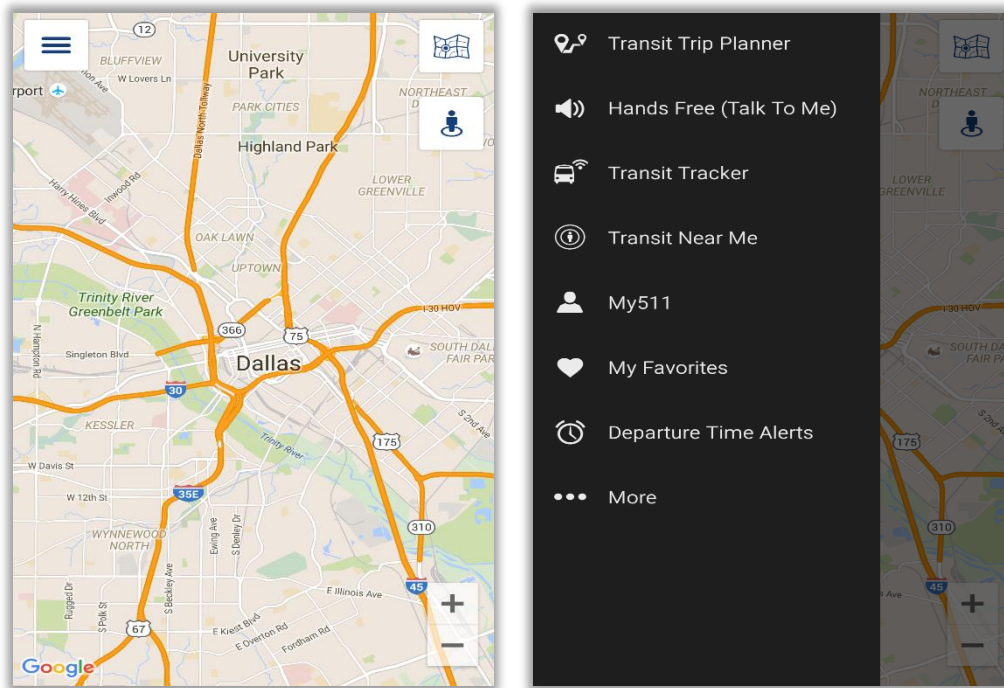 12
BLUFFVIEW
University
Park
W Lovers Ln
rport
Dallas North Tollway
PARK CITIES
NORTHEAST
Highland Park
Inwood Rd
Harry Hines Blvd
LOWER
GREENVILLE
OAK LAWN
UPTOWN
Trinity River
Greenbelt Park
I-30 HOV
N Hampton Rd
366
75
Singleton Blvd
Dallas
SOUTH DAL
FAIR PAR
30
KESSLER
S 2nd Ave
175
Trinity River
W Davis St
W 12th St
35E
WYNNEWOOD
NORTH
Ewing Ave
S Denley Dr
310
Rugged Dr
S Polk St
S Beckley Ave
E Illinois Ave
45
+
67
E Kiest Blvd
E Overton Rd
Fordham Rd
−
Google
Transit Trip Planner
Hands Free (Talk To Me)
Transit Tracker
Transit Near Me
My511
My Favorites
Departure Time Alerts
More
NORTHEAST
LOWER
GREENVILLE
I-30 HOV
SOUTH DA
FAIR P
S 2nd Ave
175
310
s Ave
45
+
−